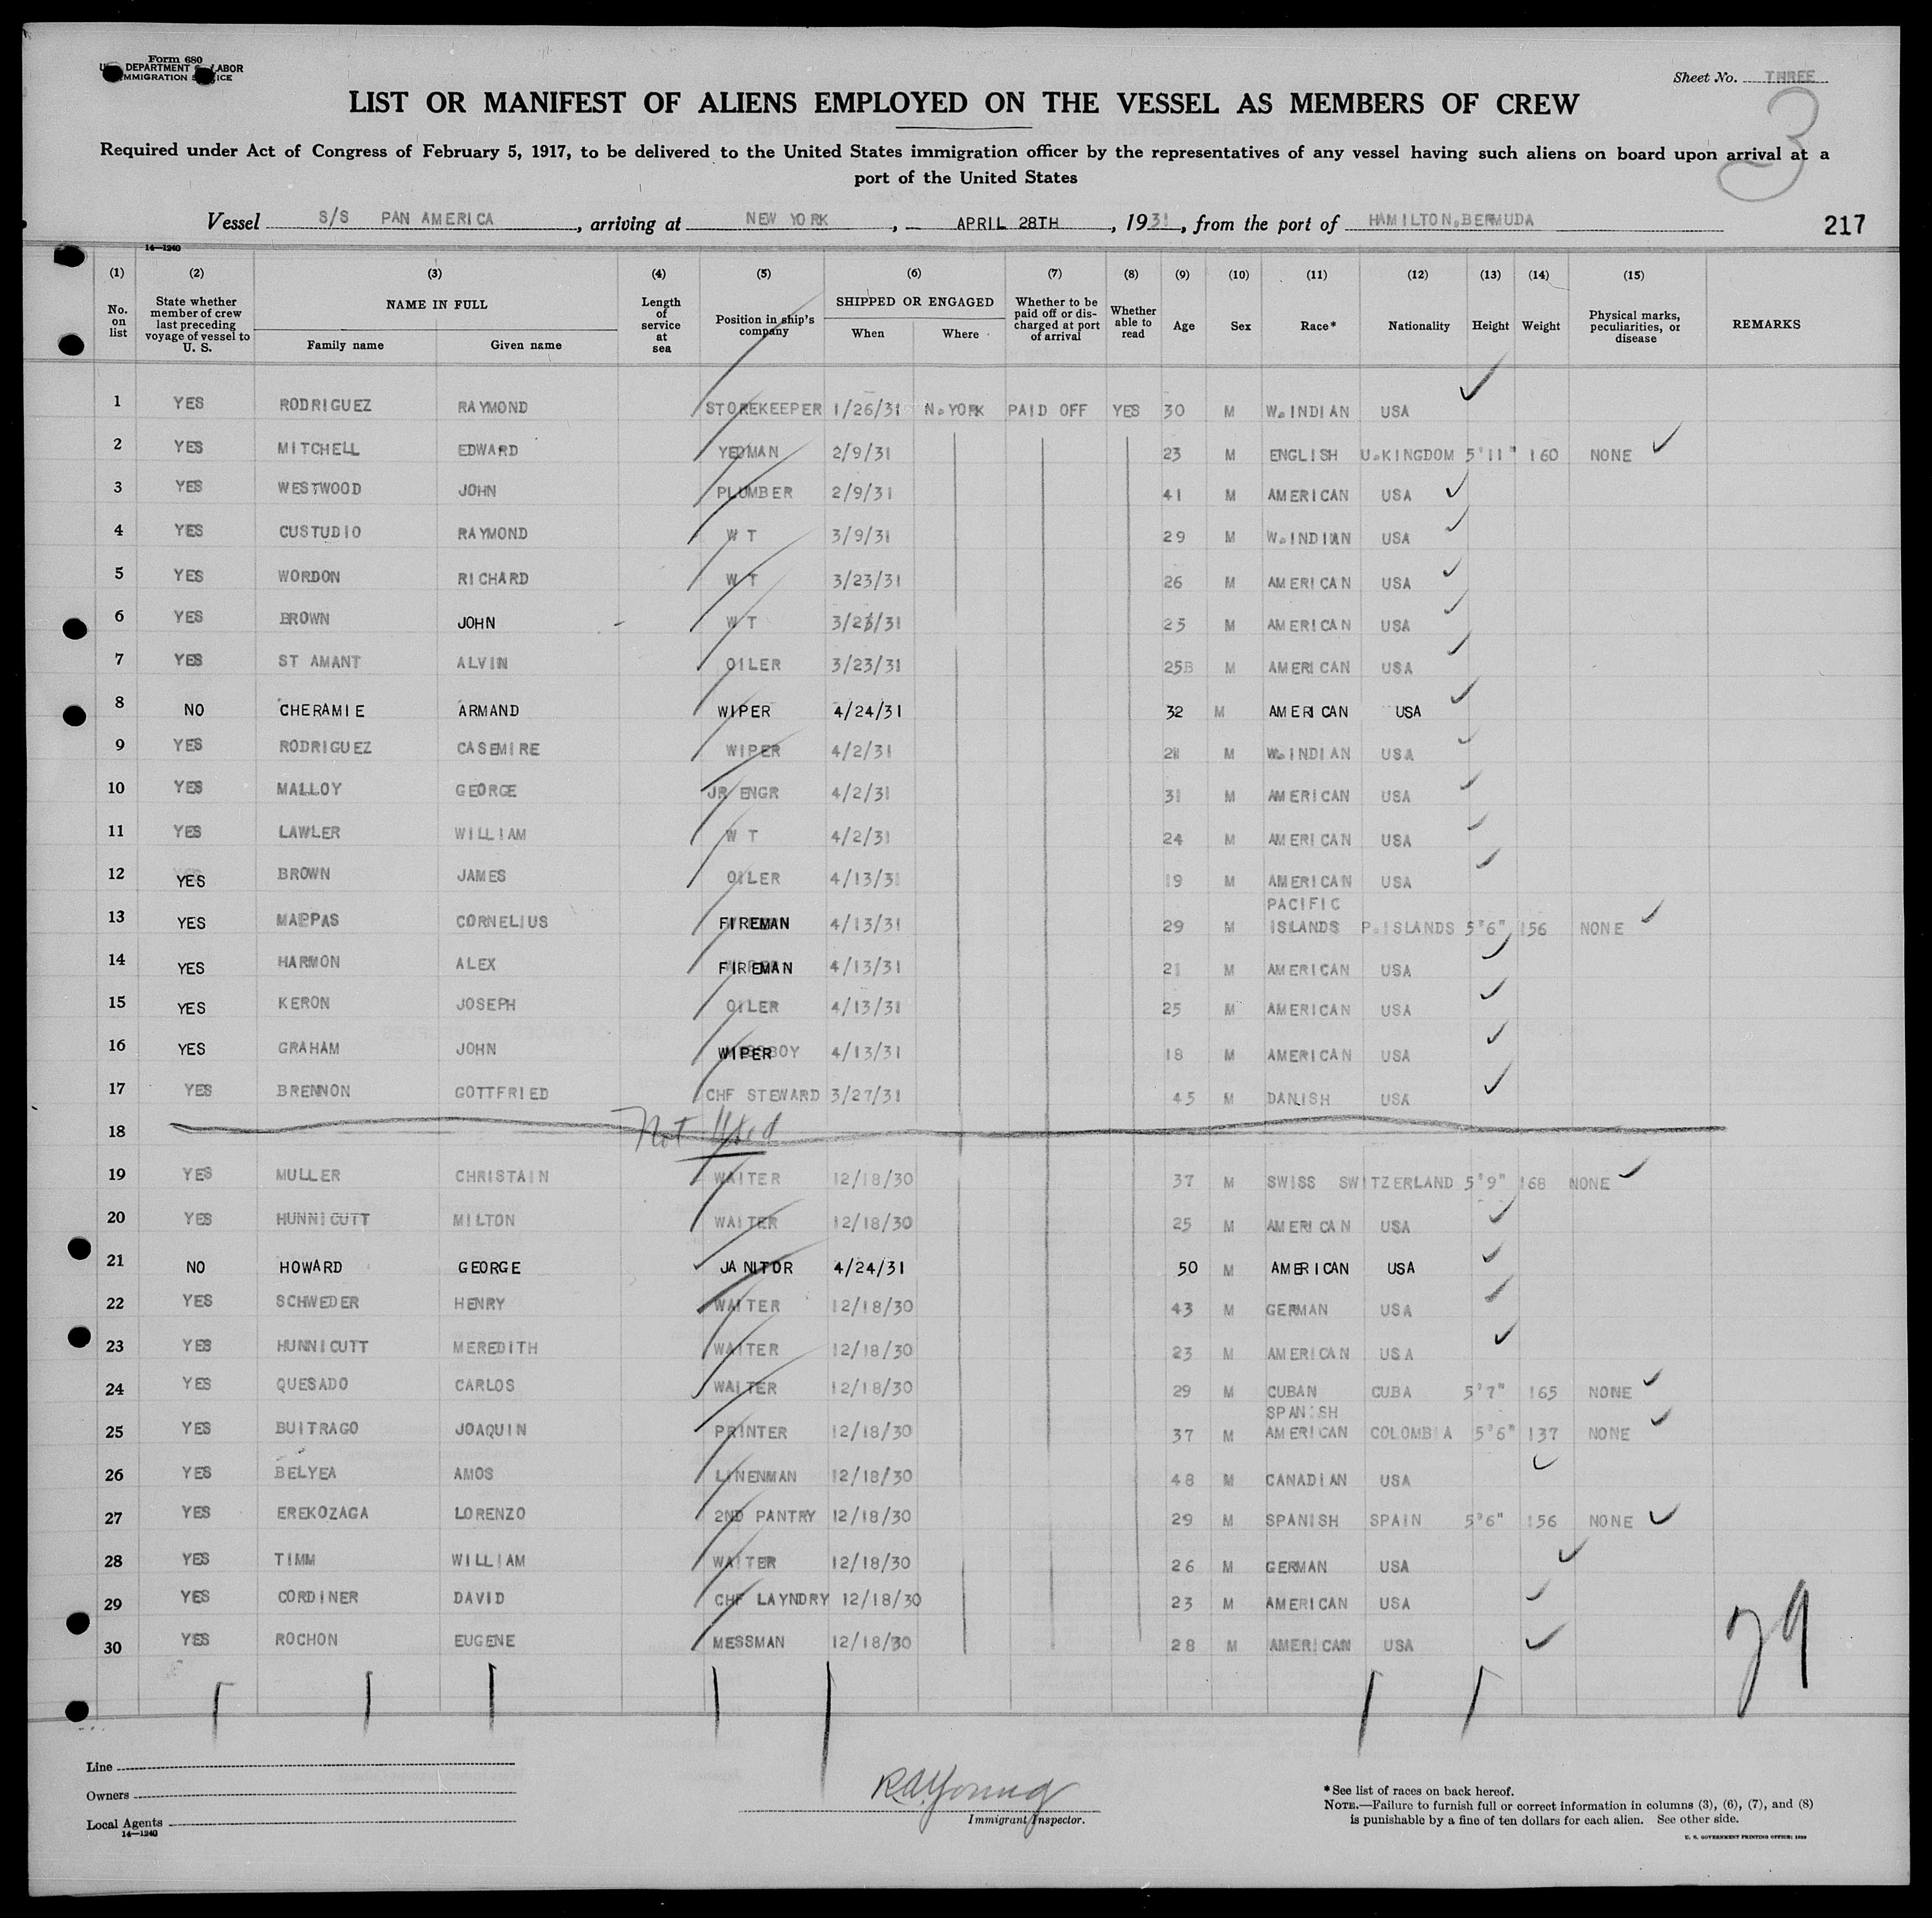 Form 680
U. S. DEPARTMENT OF LABOR
IMMIGRATION SERVICE
Sheet No. THREE
3
LIST OR MANIFEST OF ALIENS EMPLOYED ON THE VESSEL AS MEMBERS OF CREW
Required under Act of Congress of February 5, 1917, to be delivered to the United States immigration officer by the representatives of any vessel having such aliens on board upon arrival at a
port of the United States
Vessel S/S PAN AMERICA, arriving at NEW YORK, APRIL 28TH, 1931, from the port of HAMILTON,BERMUDA
217
14—1240
(1) (2) (3) (4) (5) (6) (7) (8) (9) (10) (11) (12) (13) (14) (15)
No. on list
State whether member of crew last preceding voyage of vessel to U. S.
NAME IN FULL
Family name
Given name
Length of service at sea
Position in ship's company
SHIPPED OR ENGAGED
When
Where
Whether to be paid off or discharged at port of arrival
Whether able to read
Age
Sex
Race*
Nationality
Height
Weight
Physical marks, peculiarities, or disease
REMARKS
1 YES RODRIGUEZ RAYMOND STOREKEEPER 1/26/31 N.YORK PAID OFF YES 30 M W.INDIAN USA
2 YES MITCHELL EDWARD YEOMAN 2/9/31 23 M ENGLISH U.KINGDOM 5'11" 160 NONE
3 YES WESTWOOD JOHN PLUMBER 2/9/31 41 M AMERICAN USA
4 YES CUSTUDIO RAYMOND W T 3/9/31 29 M W.INDIAN USA
5 YES WORDON RICHARD W T 3/23/31 26 M AMERICAN USA
6 YES BROWN JOHN W T 3/23/31 25 M AMERICAN USA
7 YES ST AMANT ALVIN OILER 3/23/31 25 M AMERICAN USA
8 NO CHERAMIE ARMAND WIPER 4/24/31 32 M AMERICAN USA
9 YES RODRIGUEZ CASEMIRE WIPER 4/2/31 21 M W.INDIAN USA
10 YES MALLOY GEORGE JR ENGR 4/2/31 31 M AMERICAN USA
11 YES LAWLER WILLIAM W T 4/2/31 24 M AMERICAN USA
12 YES BROWN JAMES OILER 4/13/31 19 M AMERICAN USA
13 YES MAPPAS CORNELIUS FIREMAN 4/13/31 29 M PACIFIC ISLANDS P.ISLANDS 5'6" 156 NONE
14 YES HARMON ALEX FIREMAN 4/13/31 21 M AMERICAN USA
15 YES KERON JOSEPH OILER 4/13/31 25 M AMERICAN USA
16 YES GRAHAM JOHN WIPER 4/13/31 18 M AMERICAN USA
17 YES BRENNON GOTTFRIED CHF STEWARD 3/27/31 45 M DANISH USA
18 Not Used
19 YES MULLER CHRISTAIN WAITER 12/18/30 37 M SWISS SWITZERLAND 5'9" 168 NONE
20 YES HUNNICUTT MILTON WAITER 12/18/30 25 M AMERICAN USA
21 NO HOWARD GEORGE JANITOR 4/24/31 50 M AMERICAN USA
22 YES SCHWEDER HENRY WAITER 12/18/30 43 M GERMAN USA
23 YES HUNNICUTT MEREDITH WAITER 12/18/30 23 M AMERICAN USA
24 YES QUESADO CARLOS WAITER 12/18/30 29 M CUBAN CUBA 5'7" 165 NONE
25 YES BUITRAGO JOAQUIN PRINTER 12/18/30 37 M SPANISH AMERICAN COLOMBIA 5'6" 137 NONE
26 YES BELYEA AMOS LINENMAN 12/18/30 48 M CANADIAN USA
27 YES EREKOZAGA LORENZO 2ND PANTRY 12/18/30 29 M SPANISH SPAIN 5'6" 156 NONE
28 YES TIMM WILLIAM WAITER 12/18/30 26 M GERMAN USA
29 YES CORDINER DAVID CHF LAYNDRY 12/18/30 23 M AMERICAN USA
30 YES ROCHON EUGENE MESSMAN 12/18/30 28 M AMERICAN USA
29
Line
Owners
Local Agents
14—1240
R A Young
Immigrant Inspector.
*See list of races on back hereof.
NOTE.—Failure to furnish full or correct information in columns (3), (6), (7), and (8)
is punishable by a fine of ten dollars for each alien. See other side.
U. S. GOVERNMENT PRINTING OFFICE: 1929